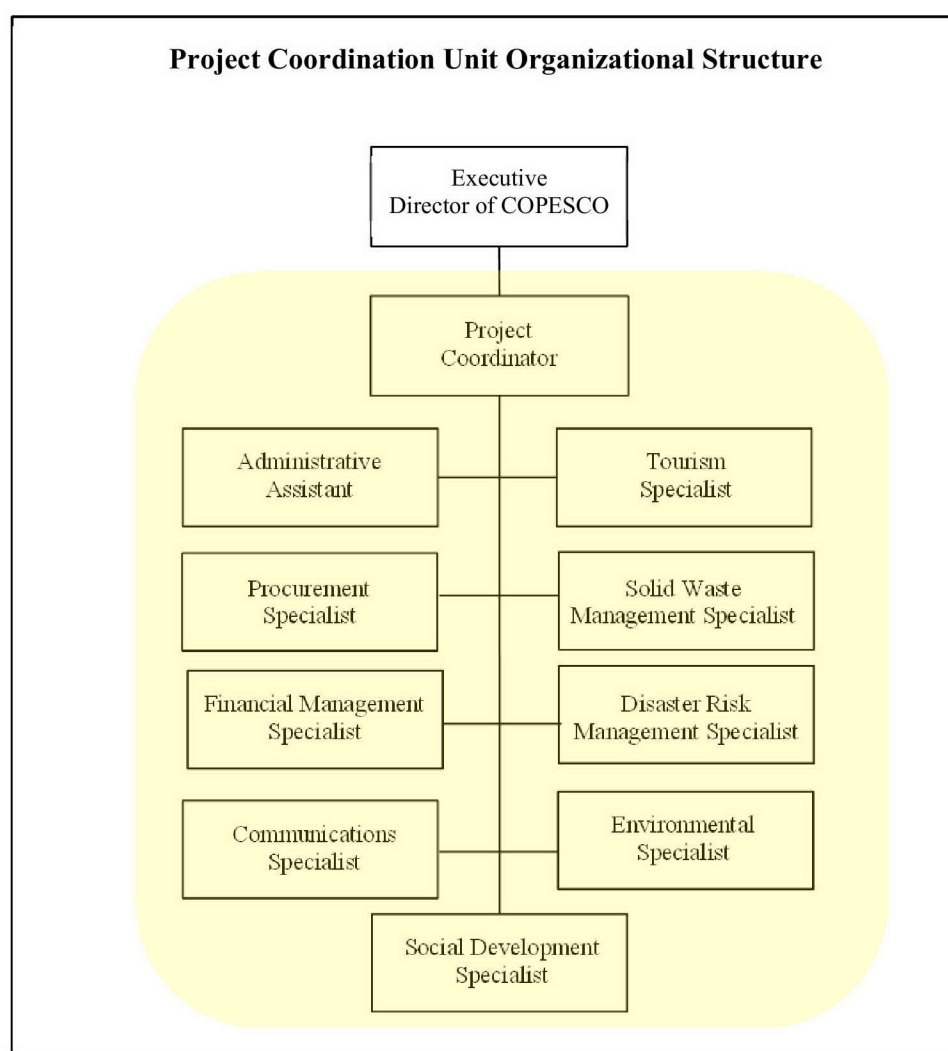 Project Coordination Unit Organizational Structure
Executive
Director of COPESCO
Project
Coordinator
Administrative
Assistant
Tourism
Specialist
Procurement
Specialist
Solid Waste
Management Specialist
Financial Management
Specialist
Disaster Risk
Management Specialist
Communications
Specialist
Environmental
Specialist
Social Development
Specialist